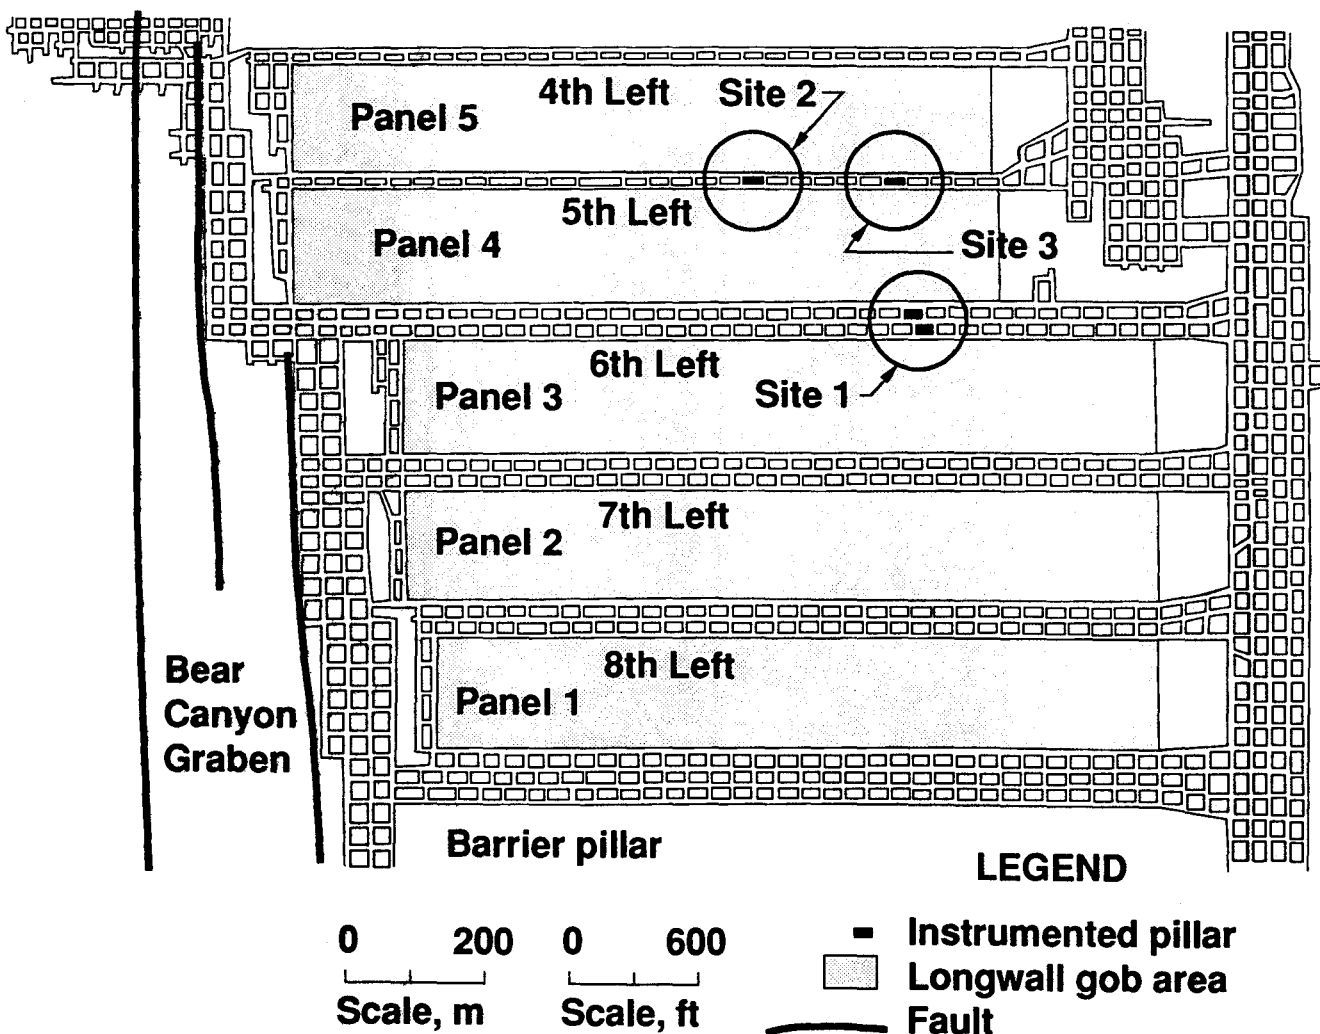 4th Left
Site 2
Panel 5
5th Left
Panel 4
Site 3
6th Left
Panel 3
Site 1
7th Left
Panel 2
8th Left
Panel 1
Bear
Canyon
Graben
Barrier pillar
LEGEND
0 200
Scale, m
0 600
Scale, ft
Instrumented pillar
Longwall gob area
Fault